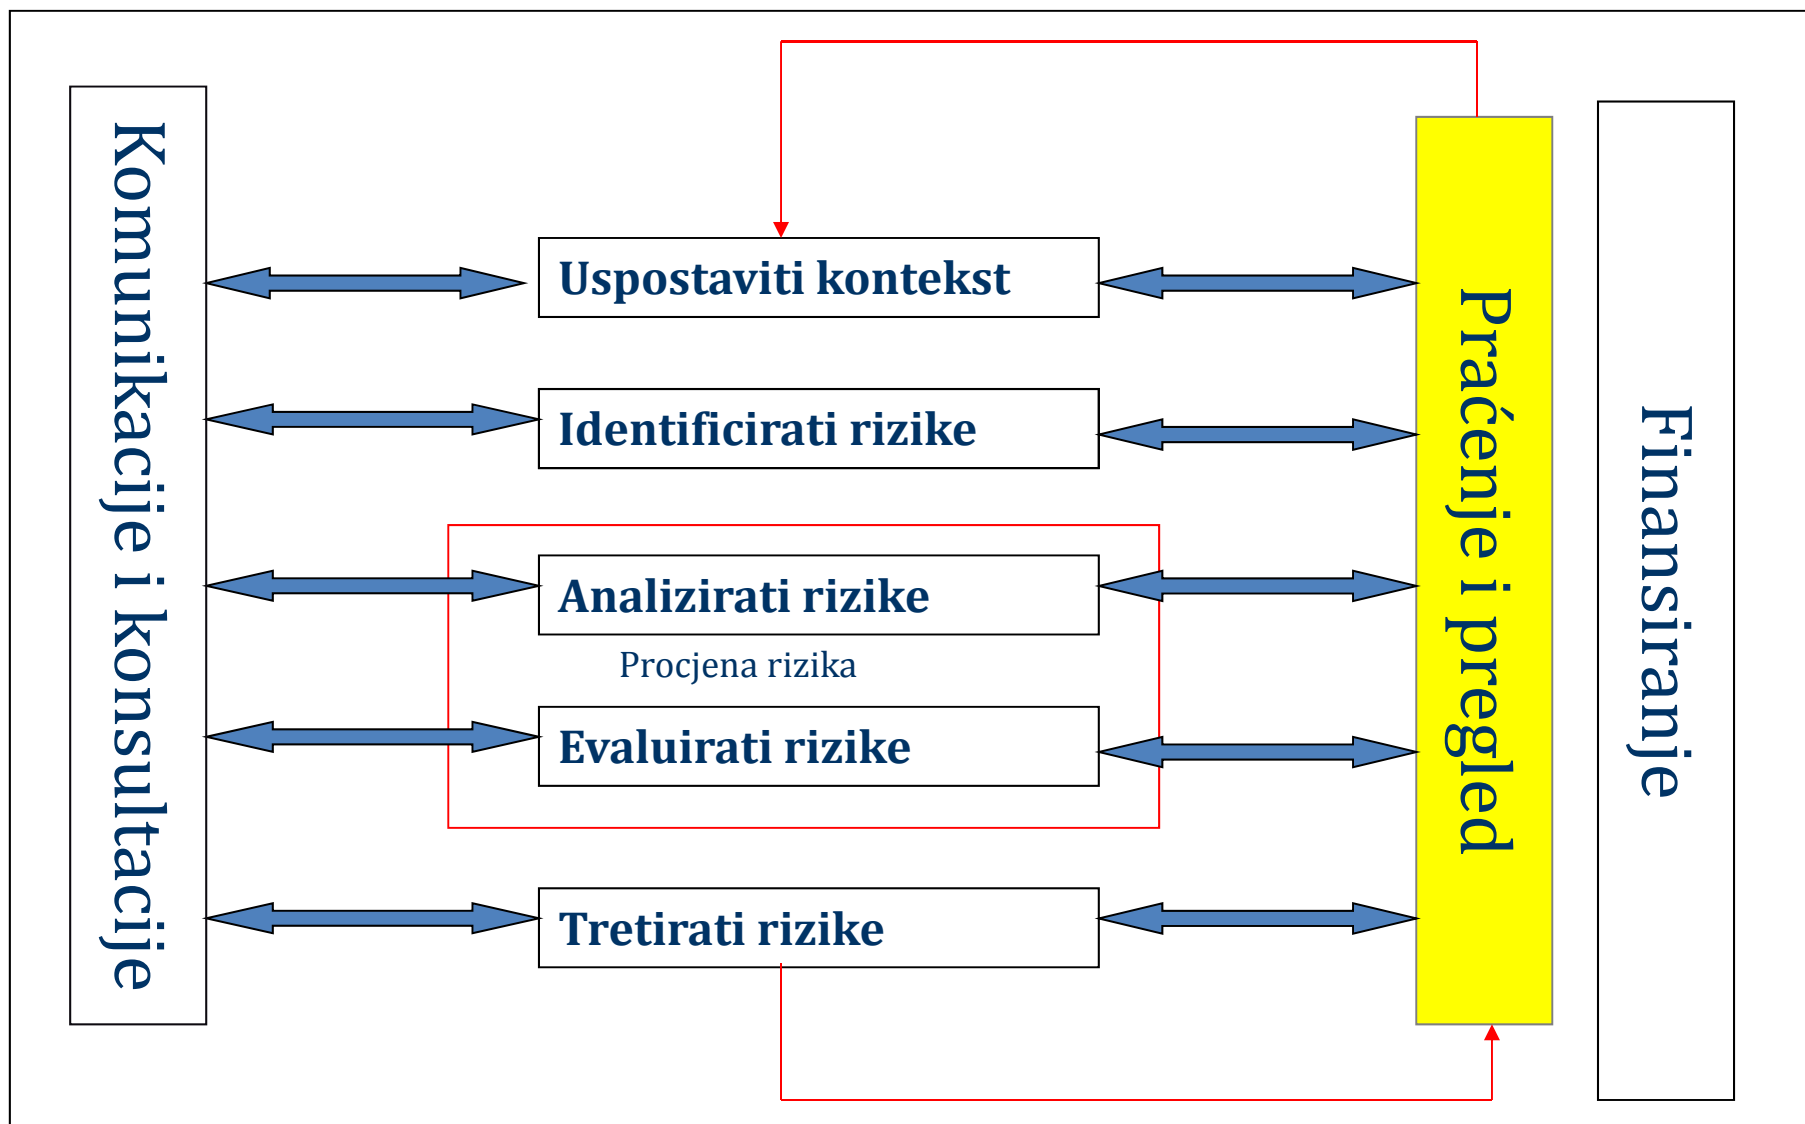 Komunikacije i konsultacije
Uspostaviti kontekst
Identificirati rizike
Analizirati rizike
Procjena rizika
Evaluirati rizike
Tretirati rizike
Praćenje i pregled
Finansiranje